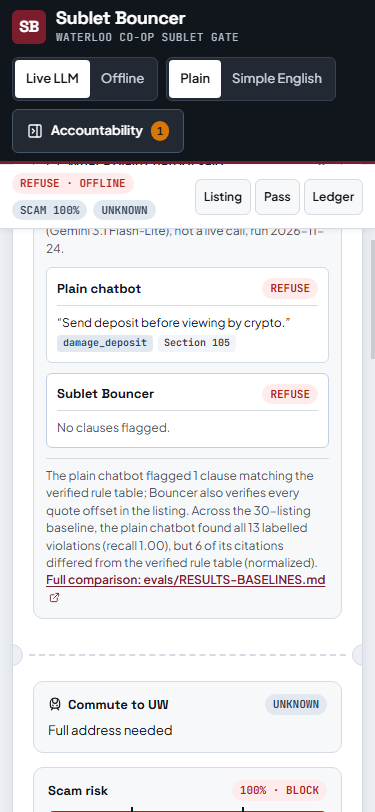 SB
Sublet Bouncer
WATERLOO CO-OP SUBLET GATE
Live LLM Offline Plain Simple English
Accountability 1
REFUSE · OFFLINE
SCAM 100% UNKNOWN
Listing Pass Ledger
(Gemini 3.1 Flash-Lite), not a live call, run 2026-11-
24.
Plain chatbot REFUSE
"Send deposit before viewing by crypto."
damage_deposit Section 105
Sublet Bouncer REFUSE
No clauses flagged.
The plain chatbot flagged 1 clause matching the
verified rule table; Bouncer also verifies every
quote offset in the listing. Across the 30-listing
baseline, the plain chatbot found all 13 labelled
violations (recall 1.00), but 6 of its citations
differed from the verified rule table (normalized).
Full comparison: evals/RESULTS-BASELINES.md
Commute to UW UNKNOWN
Full address needed
Scam risk 100% · BLOCK